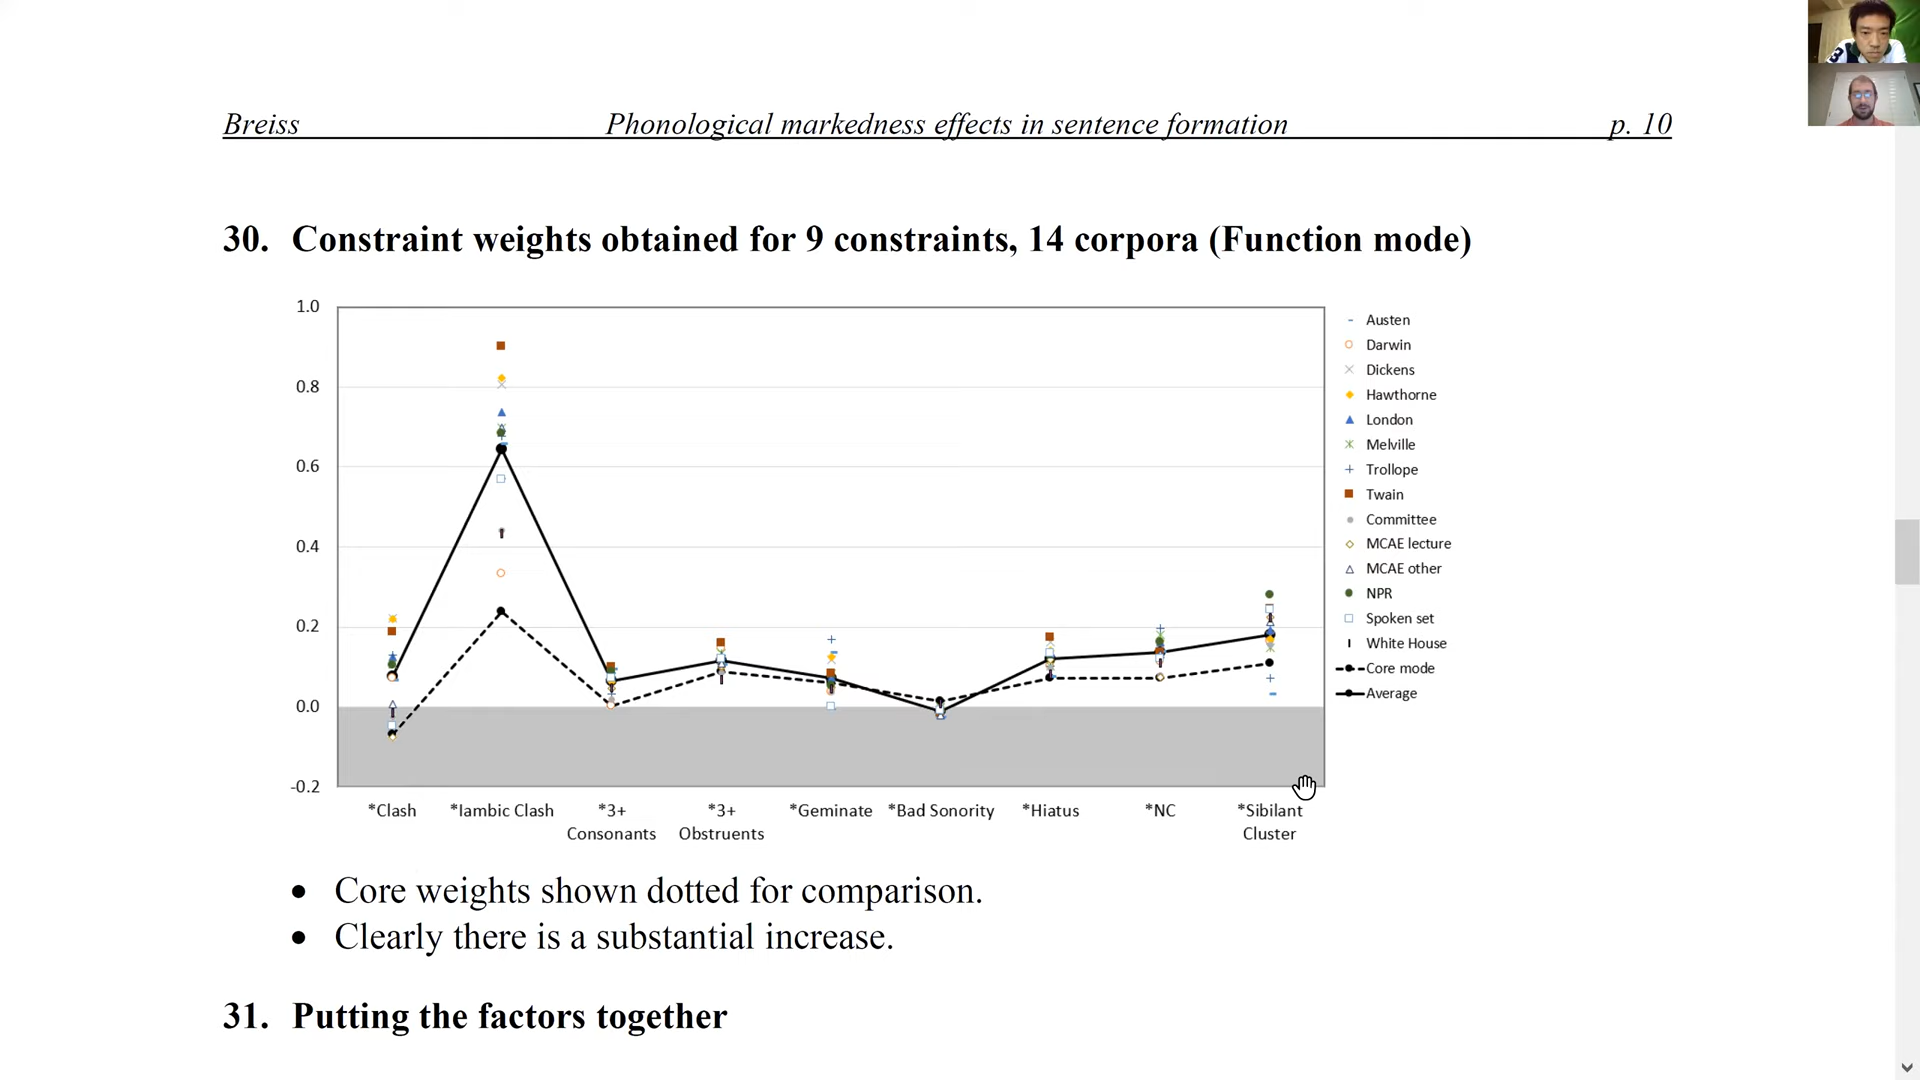 Breiss Phonological markedness effects in sentence formation p. 10
30. Constraint weights obtained for 9 constraints, 14 corpora (Function mode)
1.0
0.8
0.6
0.4
0.2
0.0
-0.2
*Clash *Iambic Clash *3+ *3+ *Geminate *Bad Sonority *Hiatus *NC *Sibilant
Consonants Obstruents Cluster
Austen
Darwin
Dickens
Hawthorne
London
Melville
Trollope
Twain
Committee
MCAE lecture
MCAE other
NPR
Spoken set
White House
Core mode
Average
• Core weights shown dotted for comparison.
• Clearly there is a substantial increase.
31. Putting the factors together